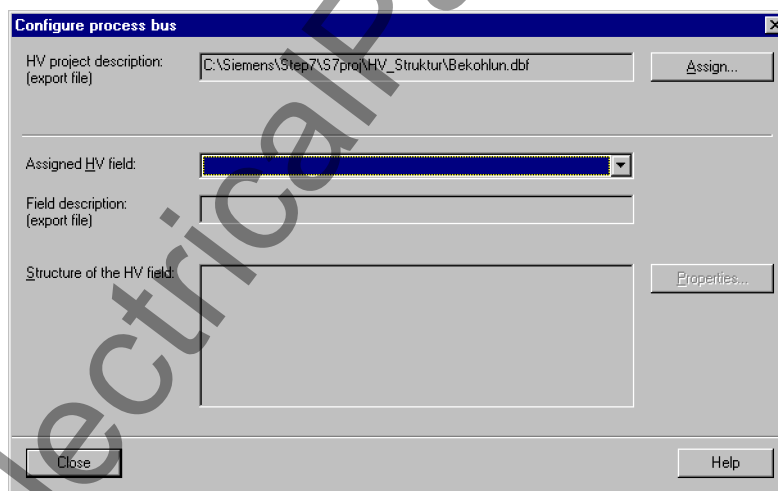 Configure process bus
HV project description:
(export file)
C:\Siemens\Step7\S7proj\HV_Struktur\Bekohlun.dbf
Assign...
Assigned HV field:
Field description:
(export file)
Structure of the HV field:
Properties...
Close
Help
lectricalPa